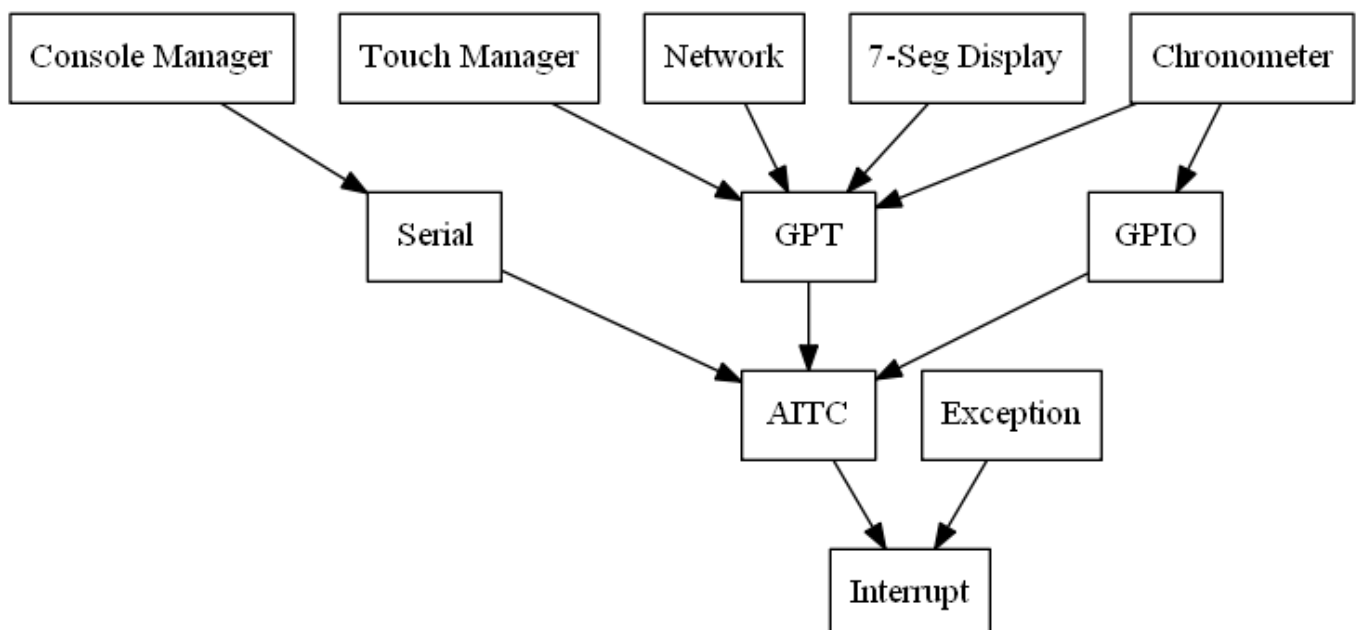 Console Manager
Touch Manager
Network
7-Seg Display
Chronometer
Serial
GPT
GPIO
AITC
Exception
Interrupt